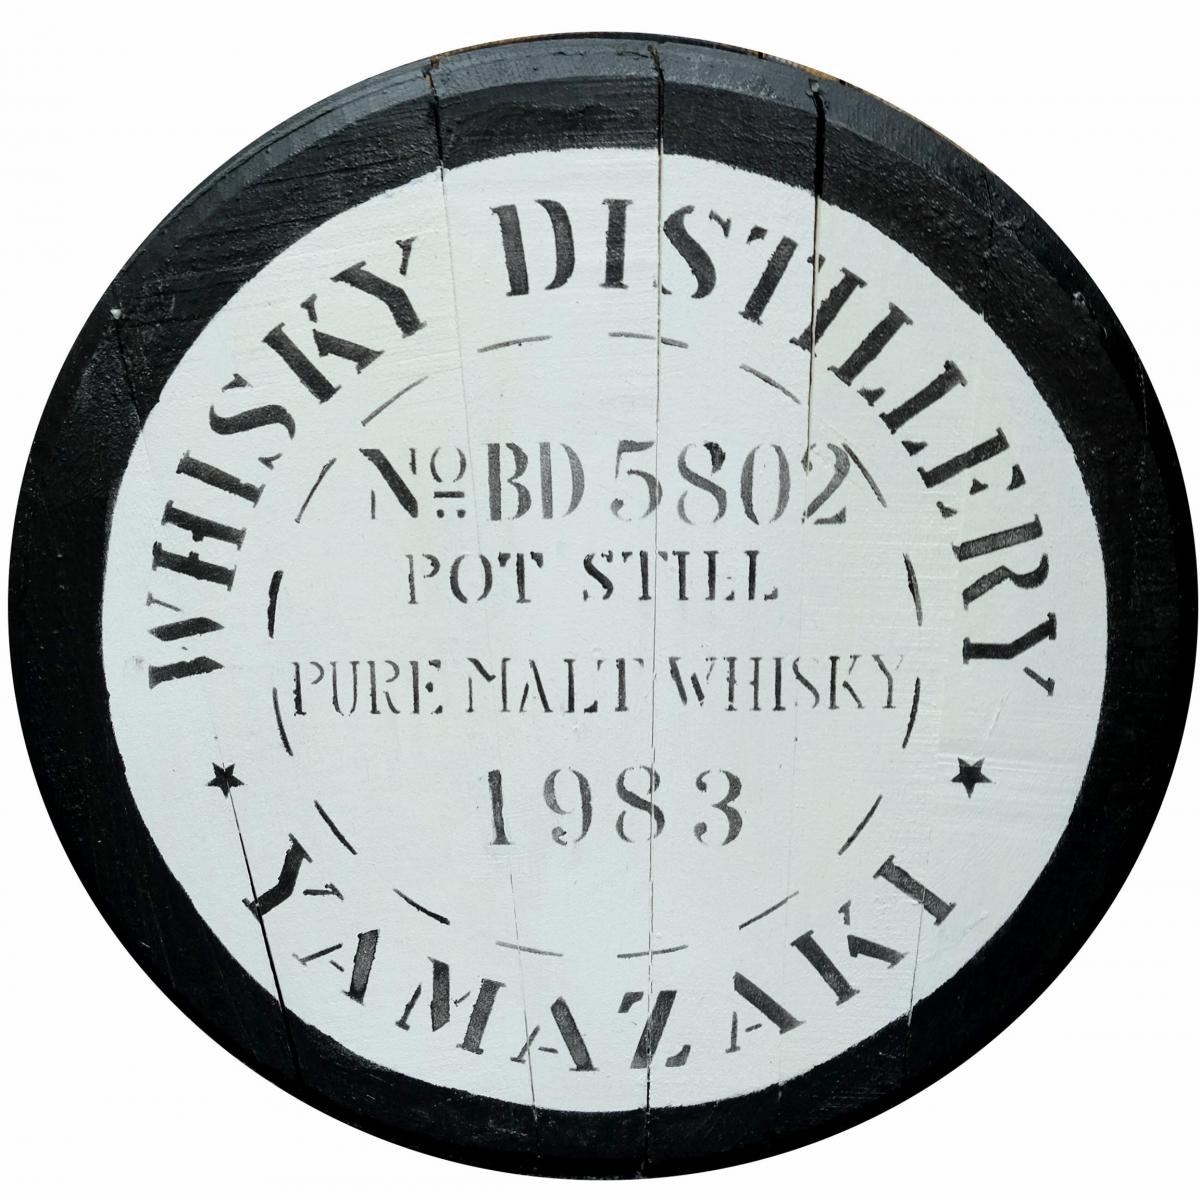 WHISKY DISTILLERY
Nº BD 5802
POT STILL
PURE MALT WHISKY
1983
★ YAMAZAKI ★